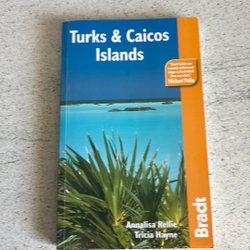 Turks & Caicos
Islands
Michael Palin
Annalisa Rellie
Tricia Hayne
Bradt